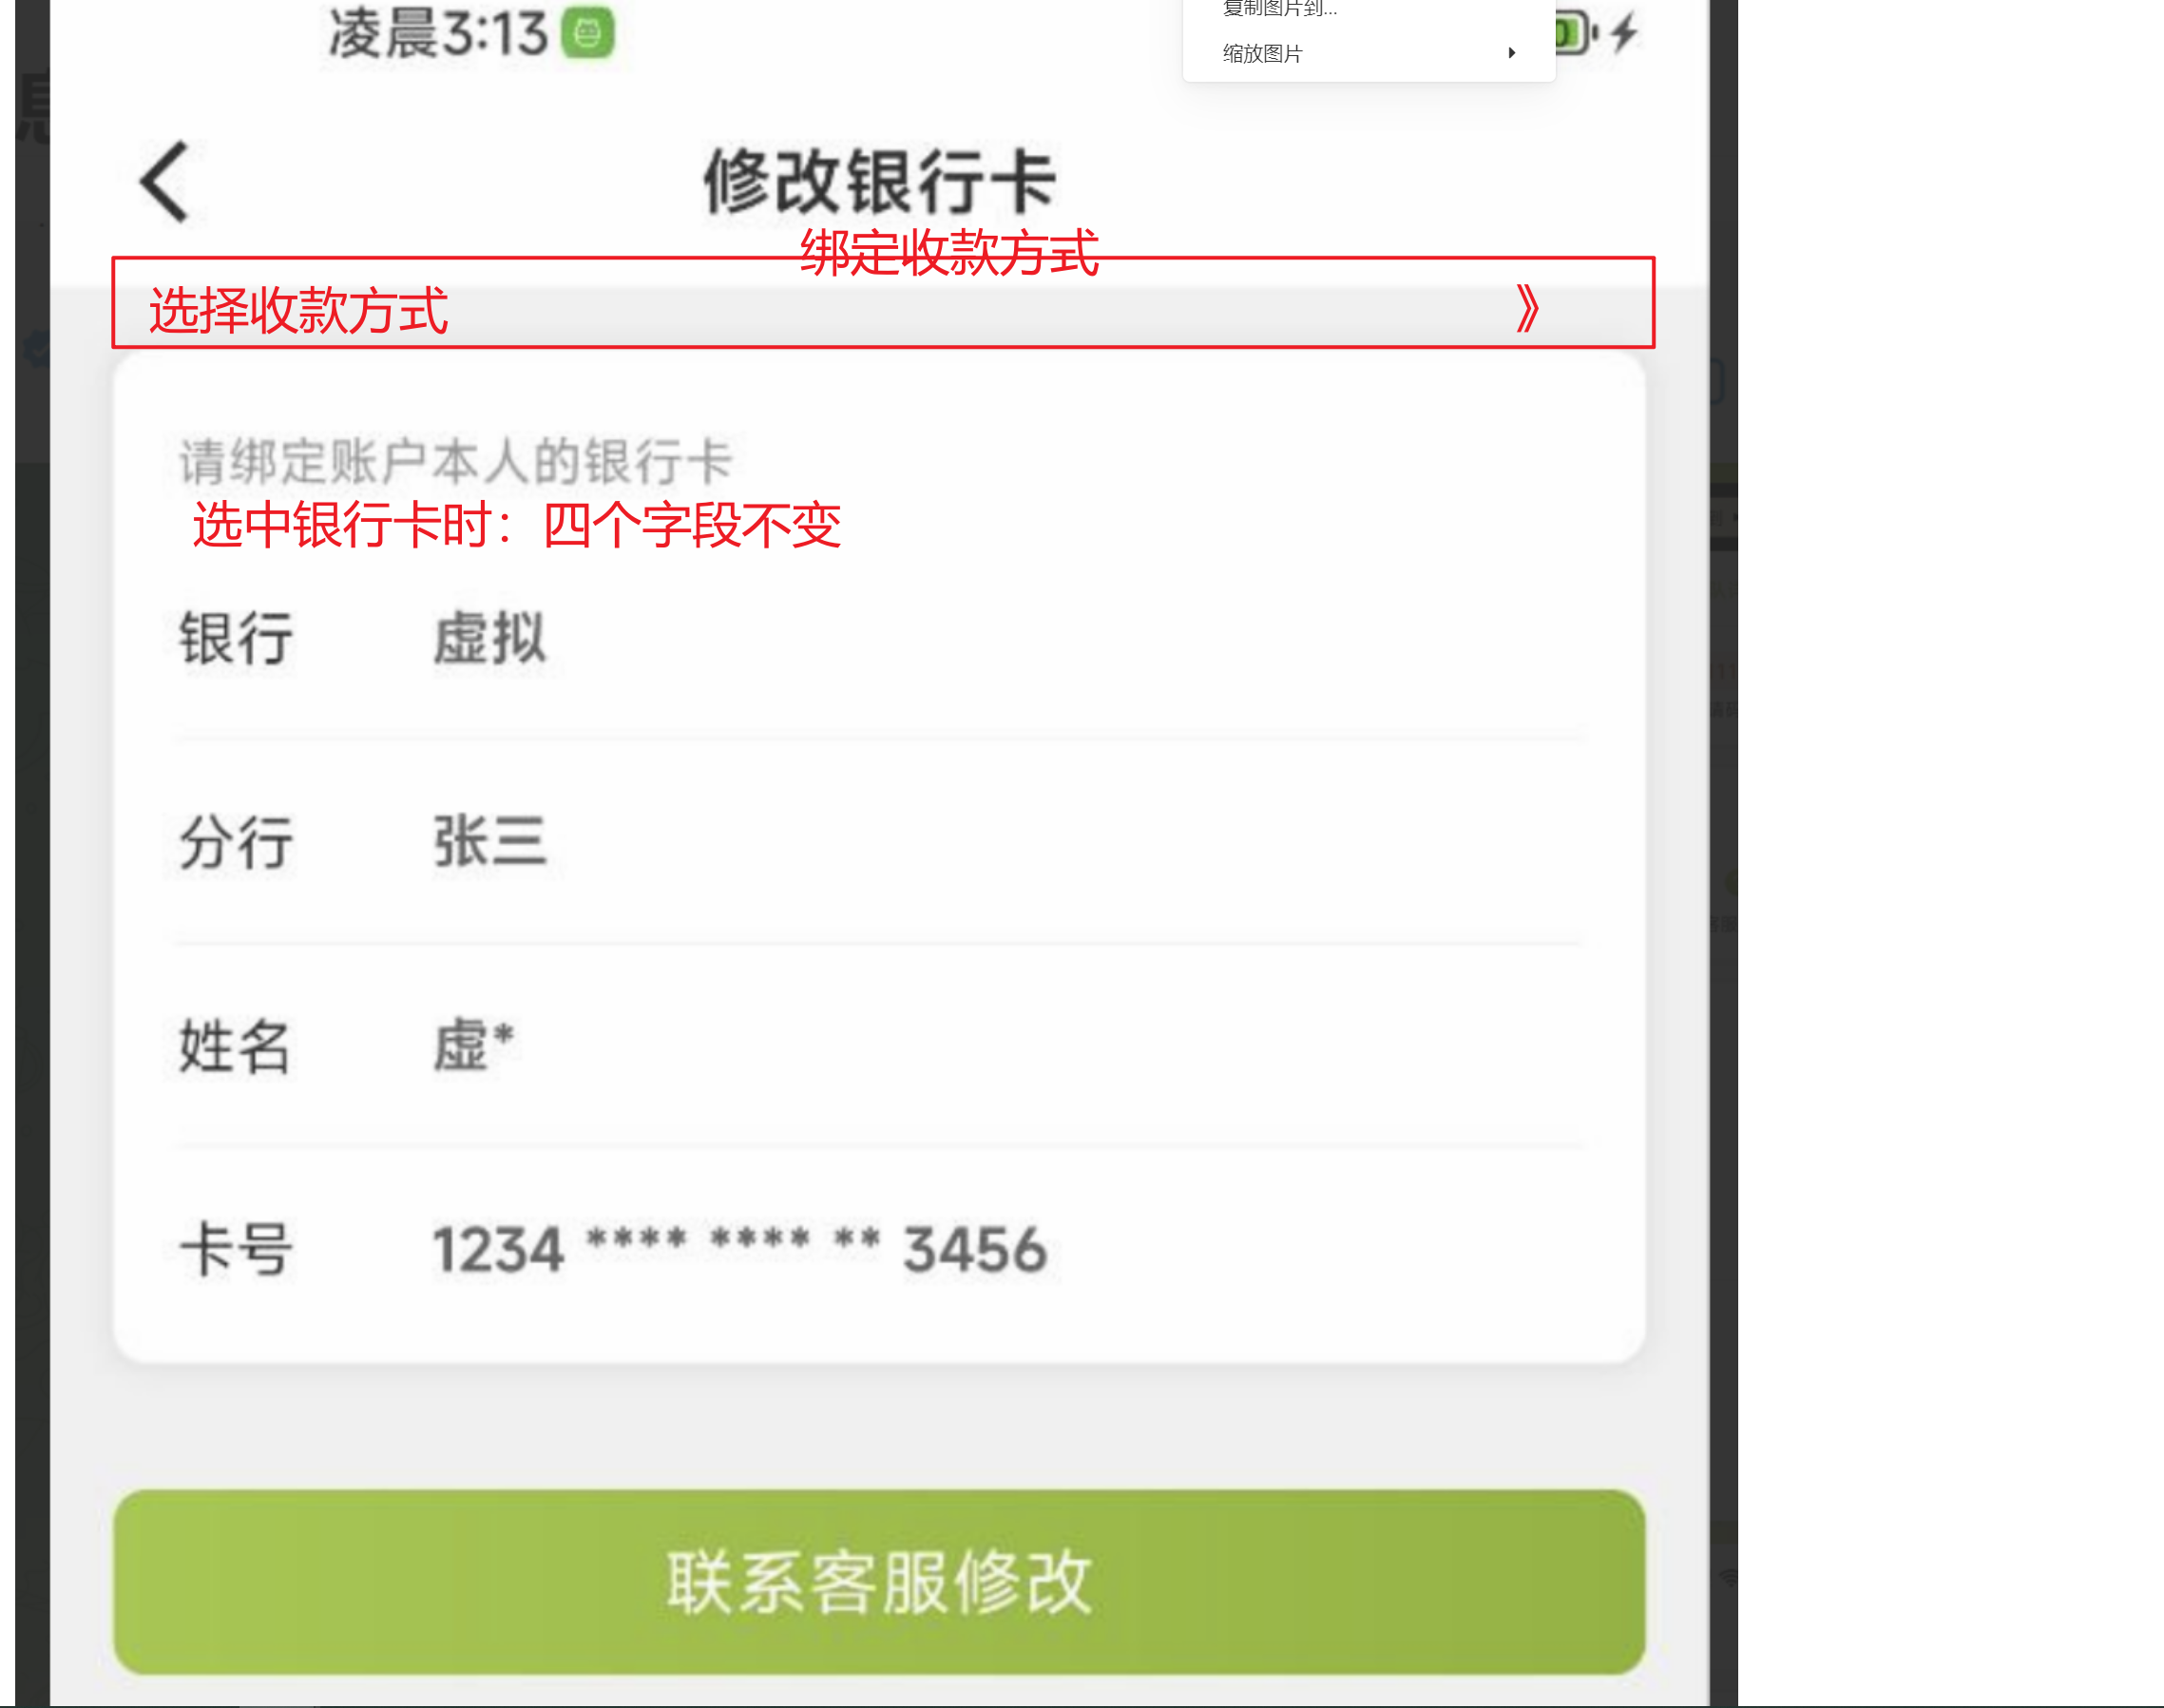 复制图片到...
凌晨3:13
缩放图片
修改银行卡
绑定收款方式
选择收款方式 》
请绑定账户本人的银行卡
选中银行卡时：四个字段不变
银行 虚拟
分行 张三
姓名 虚*
卡号 1234 **** **** ** 3456
联系客服修改